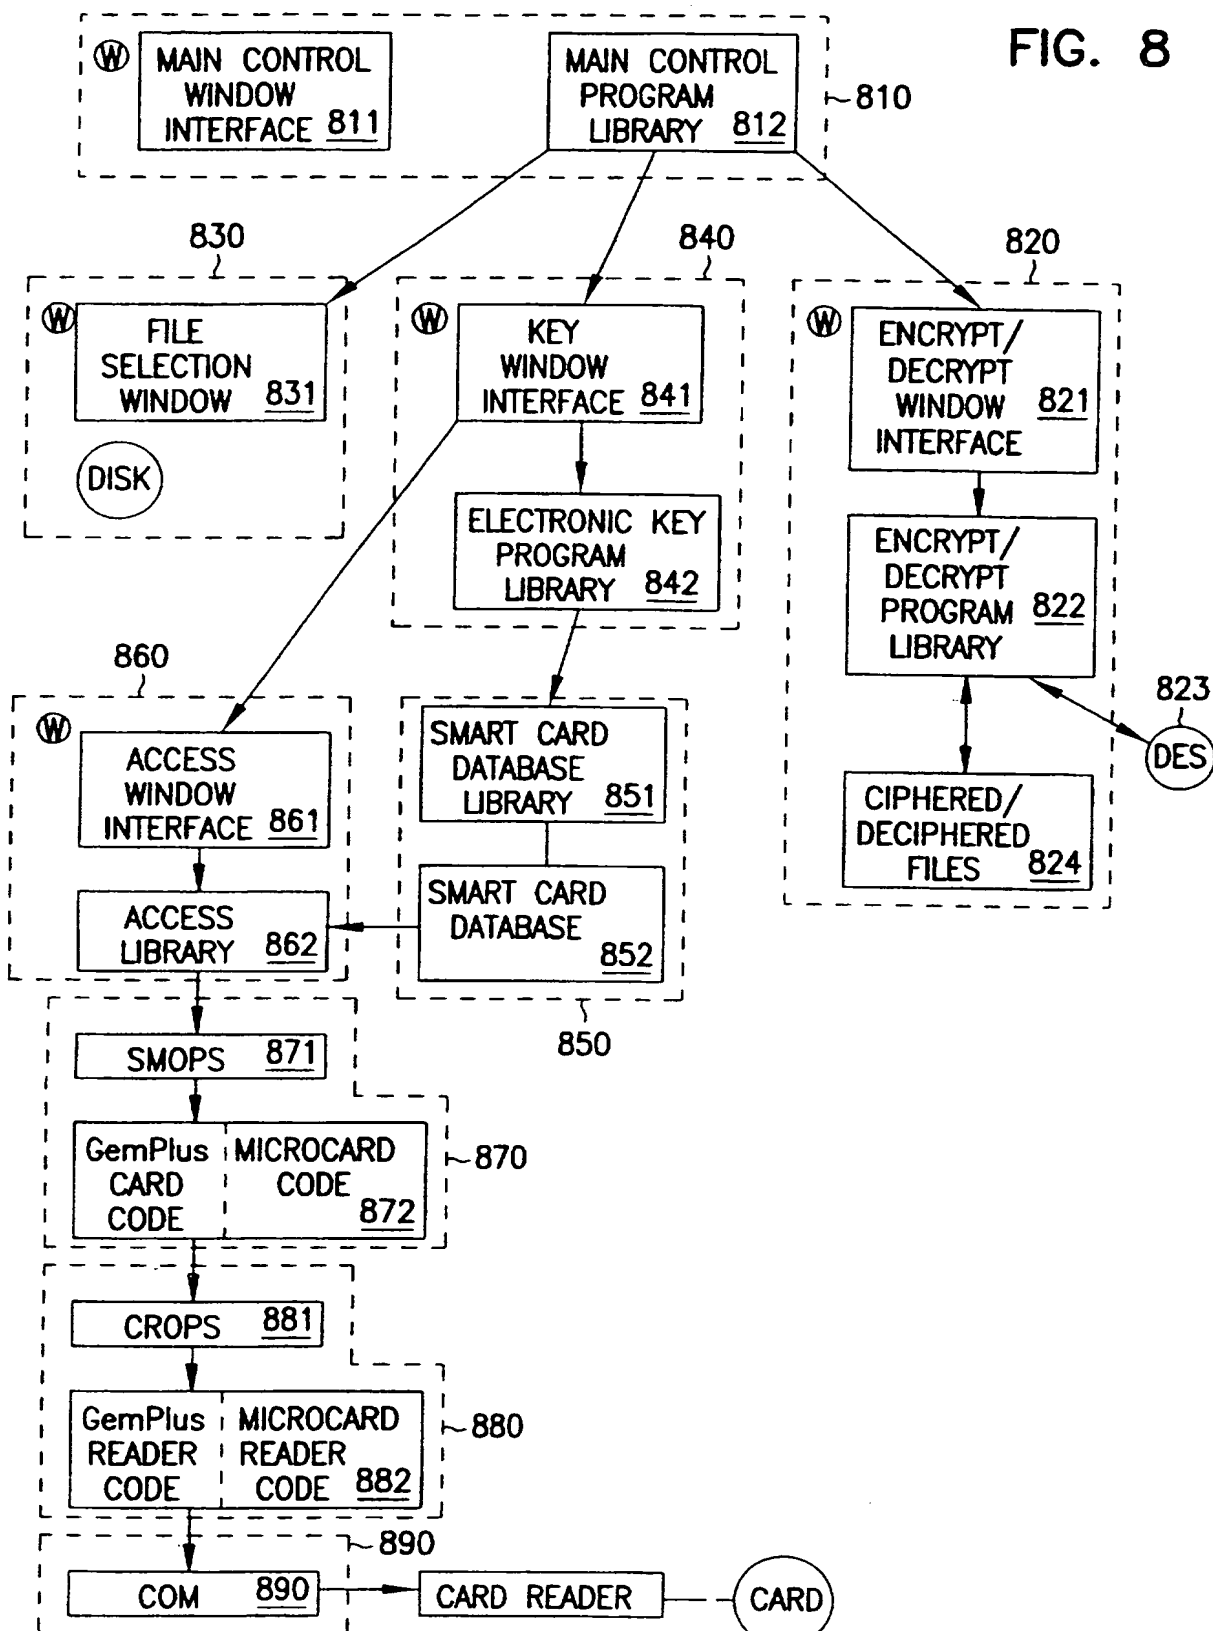 FIG. 8
W
MAIN CONTROL
WINDOW
INTERFACE 811
MAIN CONTROL
PROGRAM
LIBRARY 812
810
830
840
820
W
FILE
SELECTION
WINDOW 831
DISK
W
KEY
WINDOW
INTERFACE 841
ELECTRONIC KEY
PROGRAM
LIBRARY 842
W
ENCRYPT/
DECRYPT
WINDOW 821
INTERFACE
ENCRYPT/
DECRYPT
PROGRAM 822
LIBRARY
823
DES
CIPHERED/
DECIPHERED
FILES 824
860
W
ACCESS
WINDOW
INTERFACE 861
ACCESS
LIBRARY 862
SMART CARD
DATABASE
LIBRARY 851
SMART CARD
DATABASE
852
850
SMOPS 871
GemPlus
CARD
CODE
MICROCARD
CODE
872
870
CROPS 881
GemPlus
READER
CODE
MICROCARD
READER
CODE 882
880
890
COM 890
CARD READER
CARD